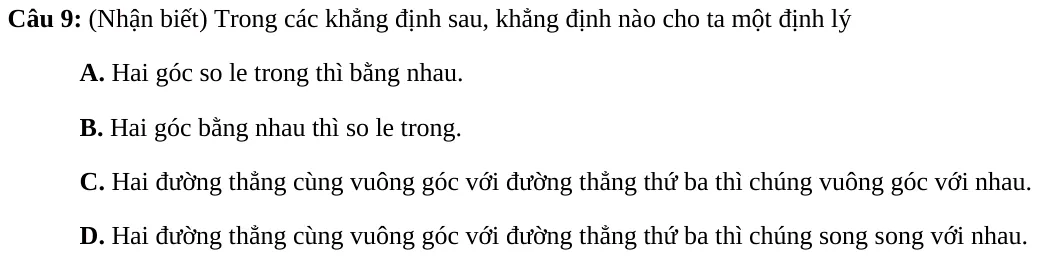 Câu 9: (Nhận biết) Trong các khẳng định sau, khẳng định nào cho ta một định lý
A. Hai góc so le trong thì bằng nhau.
B. Hai góc bằng nhau thì so le trong.
C. Hai đường thẳng cùng vuông góc với đường thẳng thứ ba thì chúng vuông góc với nhau.
D. Hai đường thẳng cùng vuông góc với đường thẳng thứ ba thì chúng song song với nhau.